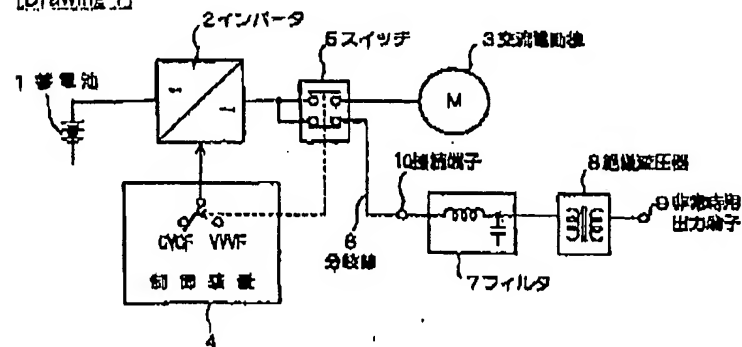 [Drawing 1]
2インバータ
5スイッチ
3交流電動機
1 蓄電池
M
10接続端子
8絶縁変圧器
9非常時用
出力端子
CVCF VVVF
6
分岐線
制御装置
7フィルタ
4